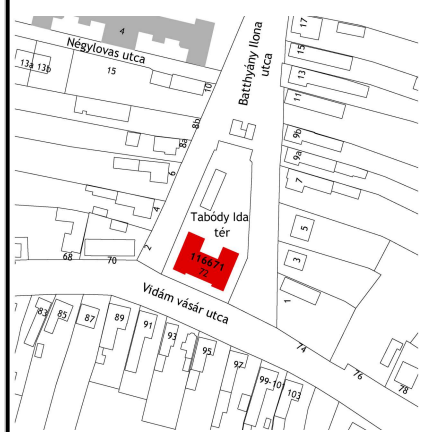 4
17
Négylovas utca
Batthyány Ilona
utca
15
13a 13b
15
13
10
11
8b
9b
8a
9a
6
7
4
Tabódy Ida
tér
5
2
68
70
116671
72
3
Vidám vásár utca
1
83
85
87
89
91
93
95
74
97
76
99-101
103
78